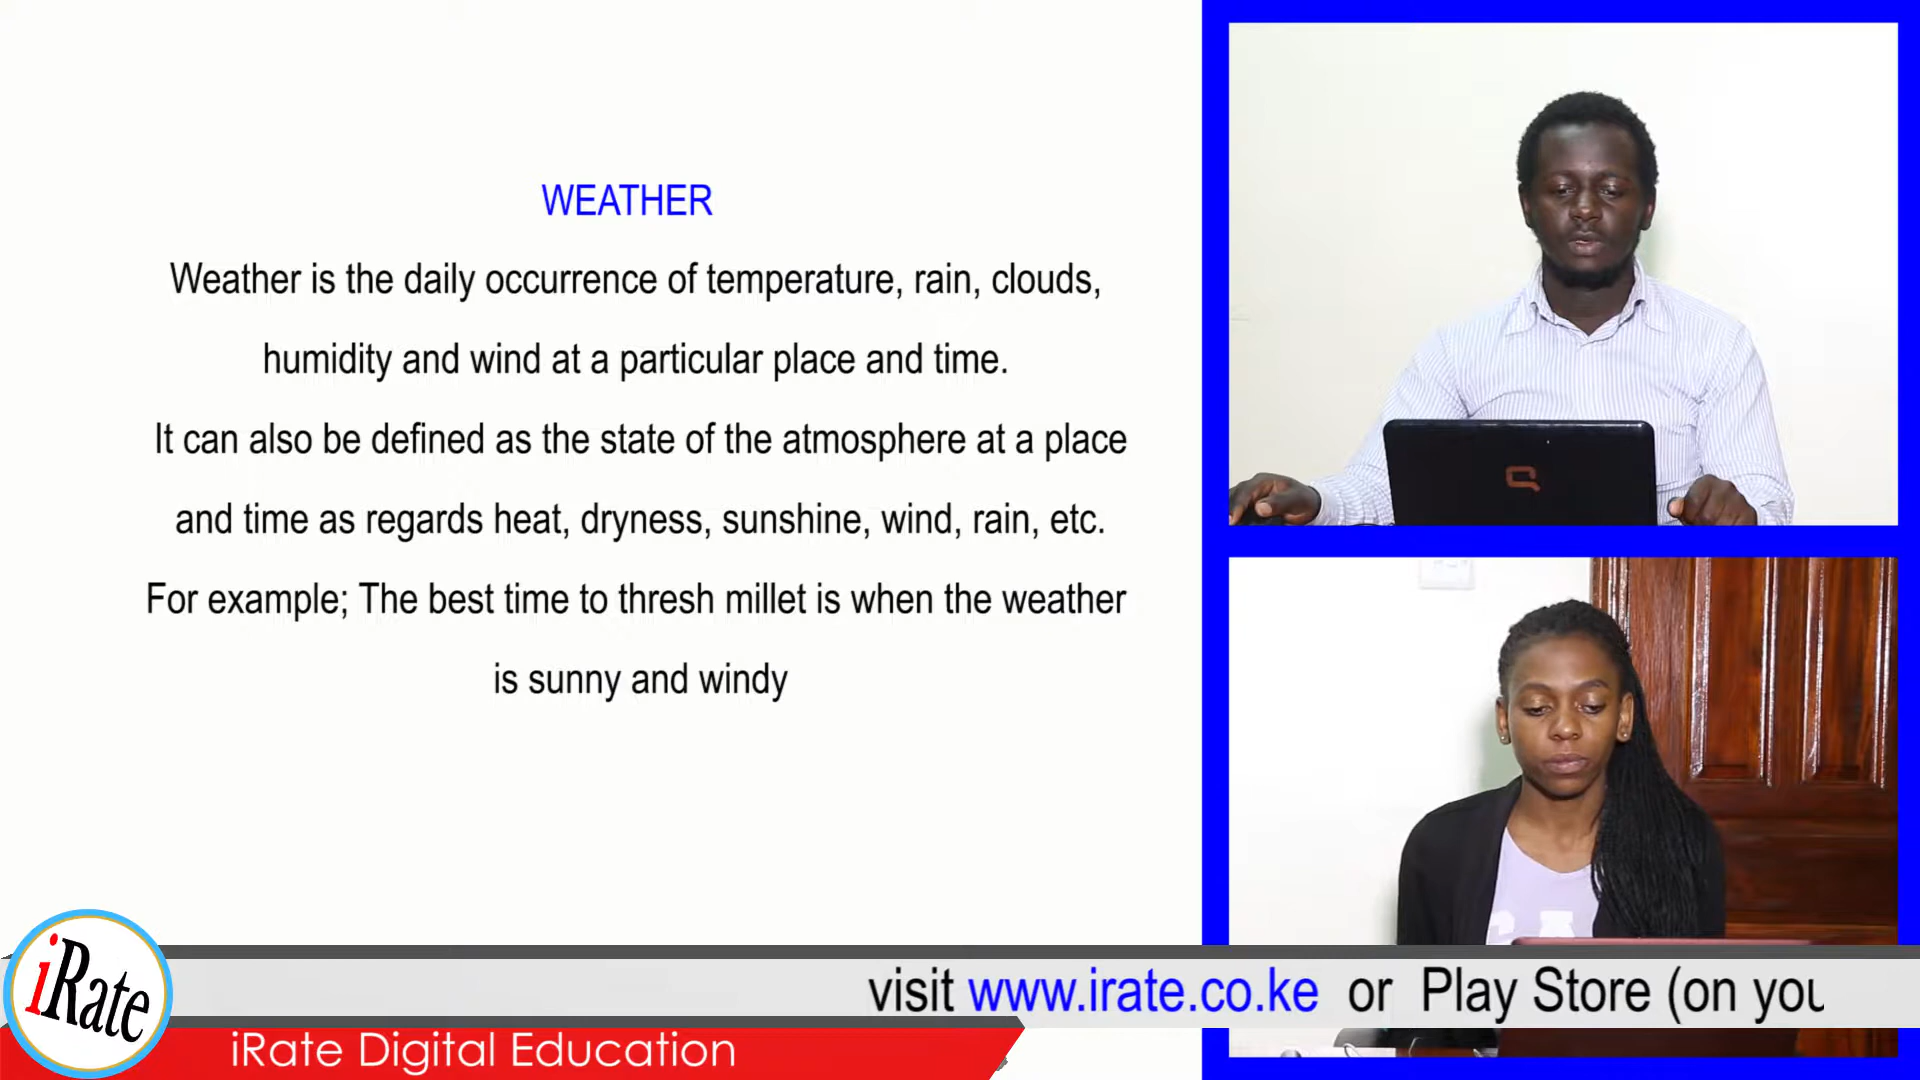 WEATHER
Weather is the daily occurrence of temperature, rain, clouds,
humidity and wind at a particular place and time.
It can also be defined as the state of the atmosphere at a place
and time as regards heat, dryness, sunshine, wind, rain, etc.
For example; The best time to thresh millet is when the weather
is sunny and windy
visit www.irate.co.ke or Play Store (on you
iRate
iRate Digital Education